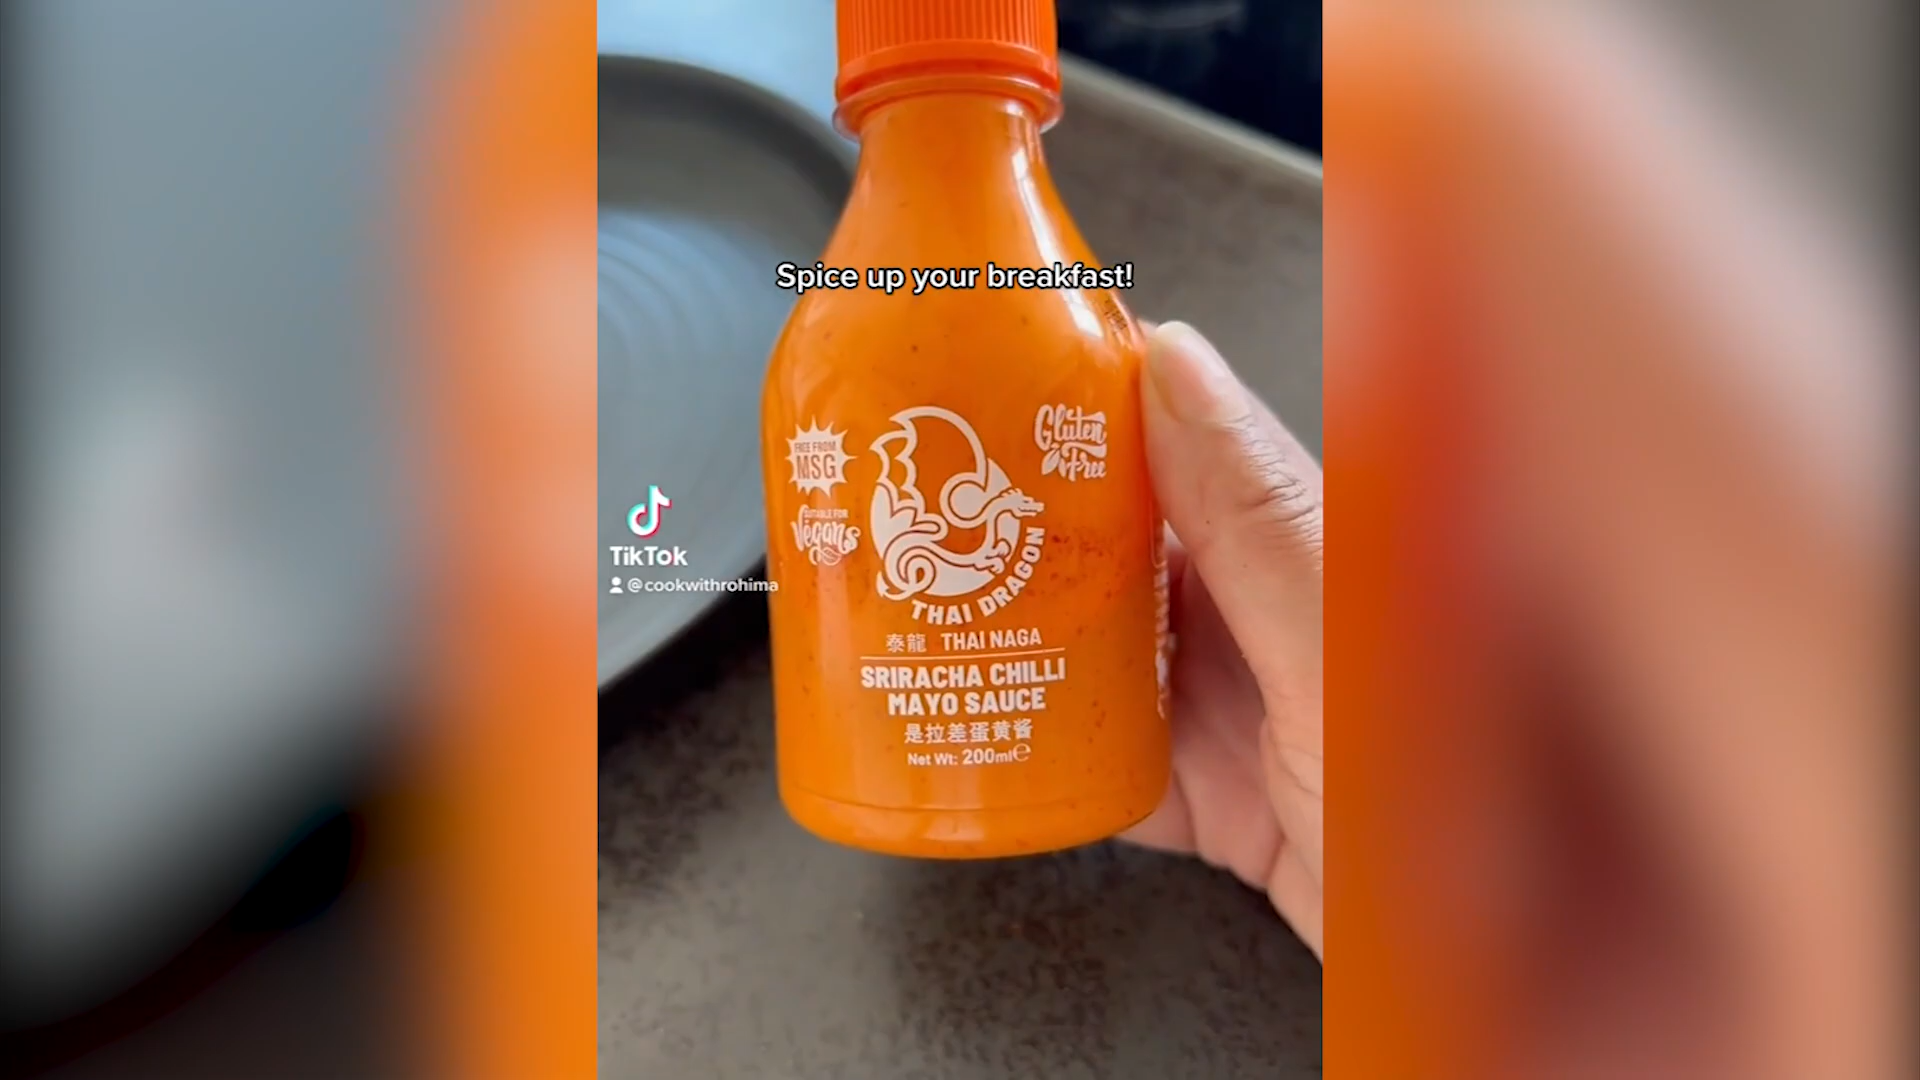 Spice up your breakfast!
FREE FROM
MSG
Gluten
Free
SUITABLE FOR
Vegans
THAI DRAGON
泰龍 THAI NAGA
SRIRACHA CHILLI
MAYO SAUCE
是拉差蛋黄酱
Net Wt: 200ml℮
TikTok
@cookwithrohima